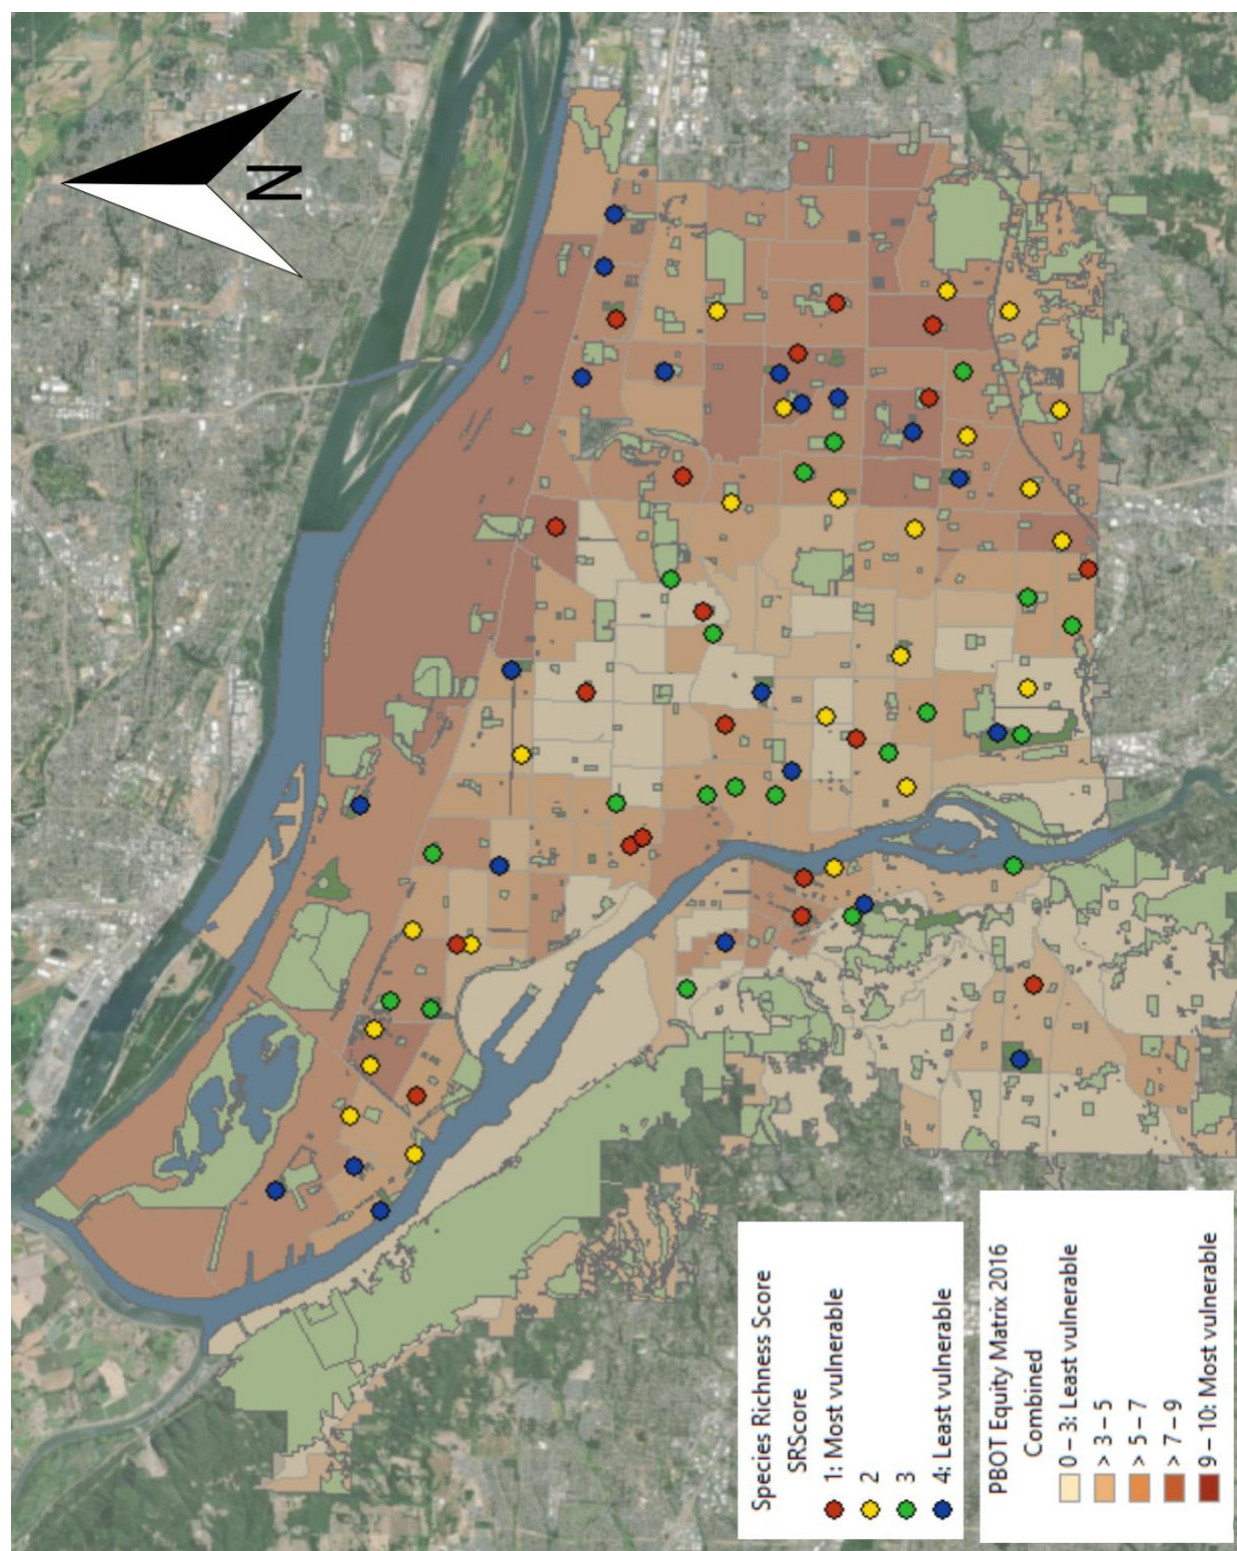 N
Species Richness Score
SRScore
1: Most vulnerable
2
3
4: Least vulnerable
PBOT Equity Matrix 2016
Combined
0 – 3: Least vulnerable
> 3 – 5
> 5 – 7
> 7 – 9
9 – 10: Most vulnerable